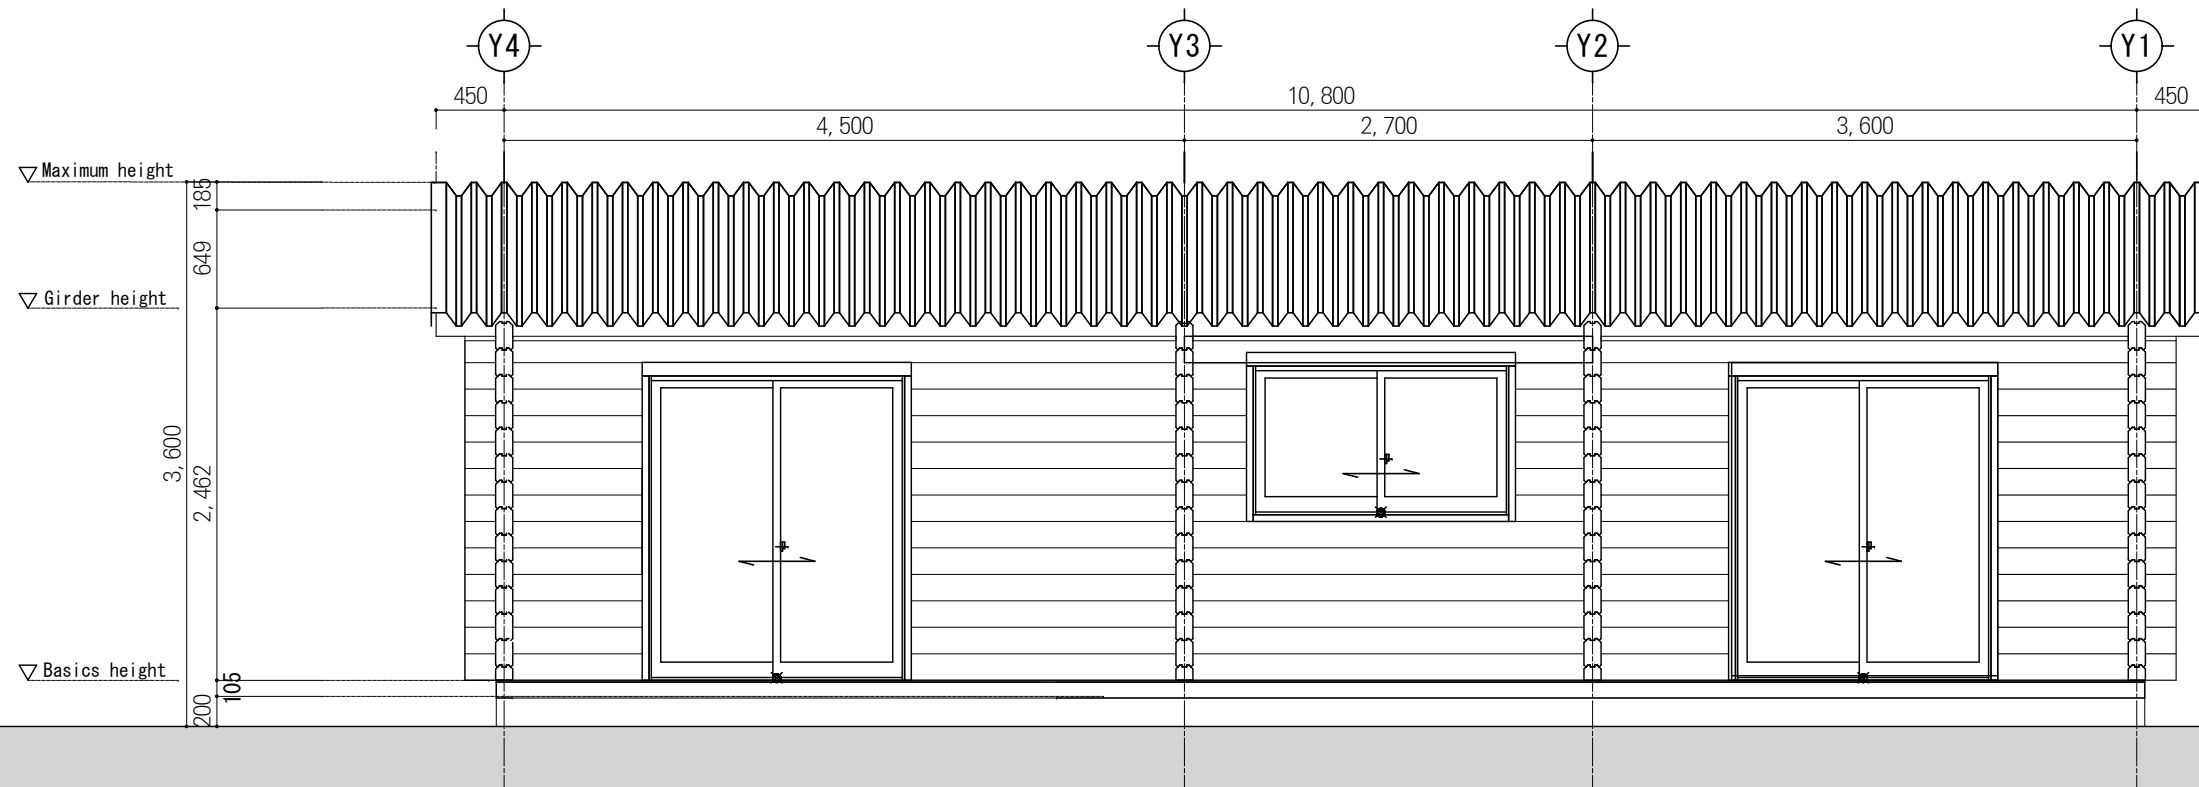 Y4
Y3
Y2
Y1
450
10,800
450
4,500
2,700
3,600
Maximum height
185
649
Girder height
3,600
2,462
Basics height
105
200